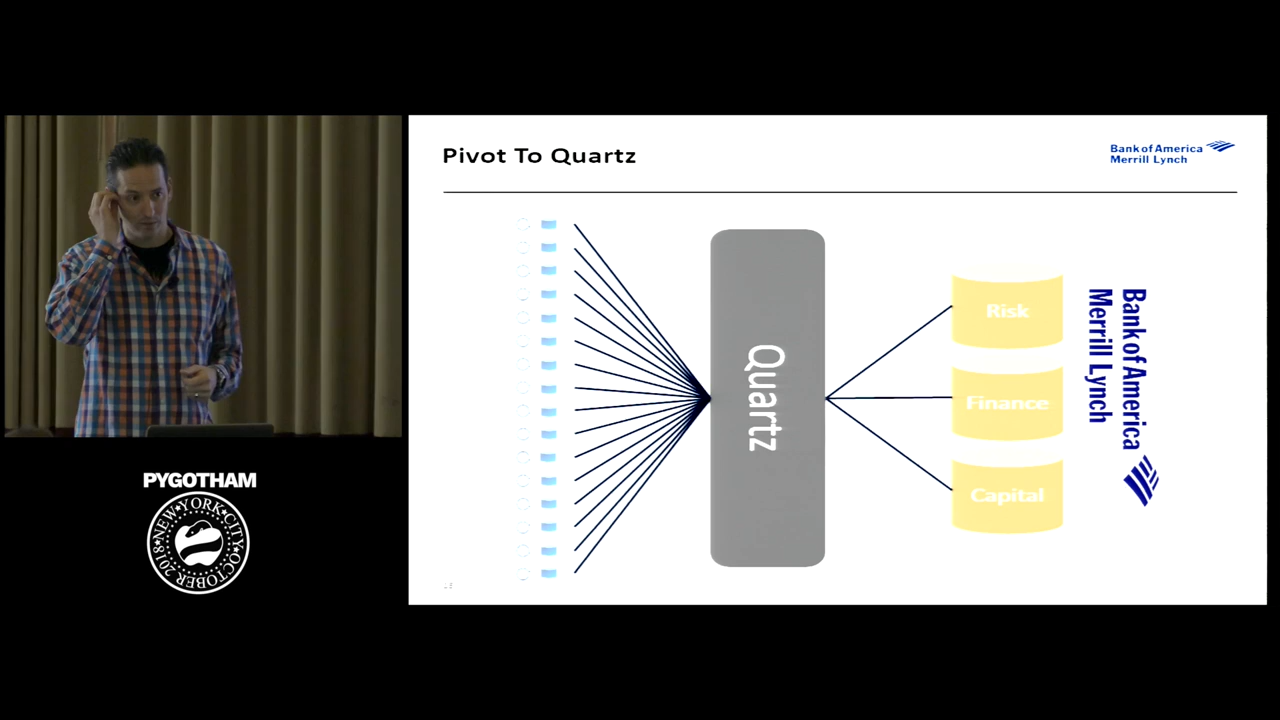 Pivot To Quartz
Bank of America
Merrill Lynch
Quartz
Risk
Finance
Capital
Bank of America
Merrill Lynch
PYGOTHAM
NEW YORK CITY OCTOBER 2018